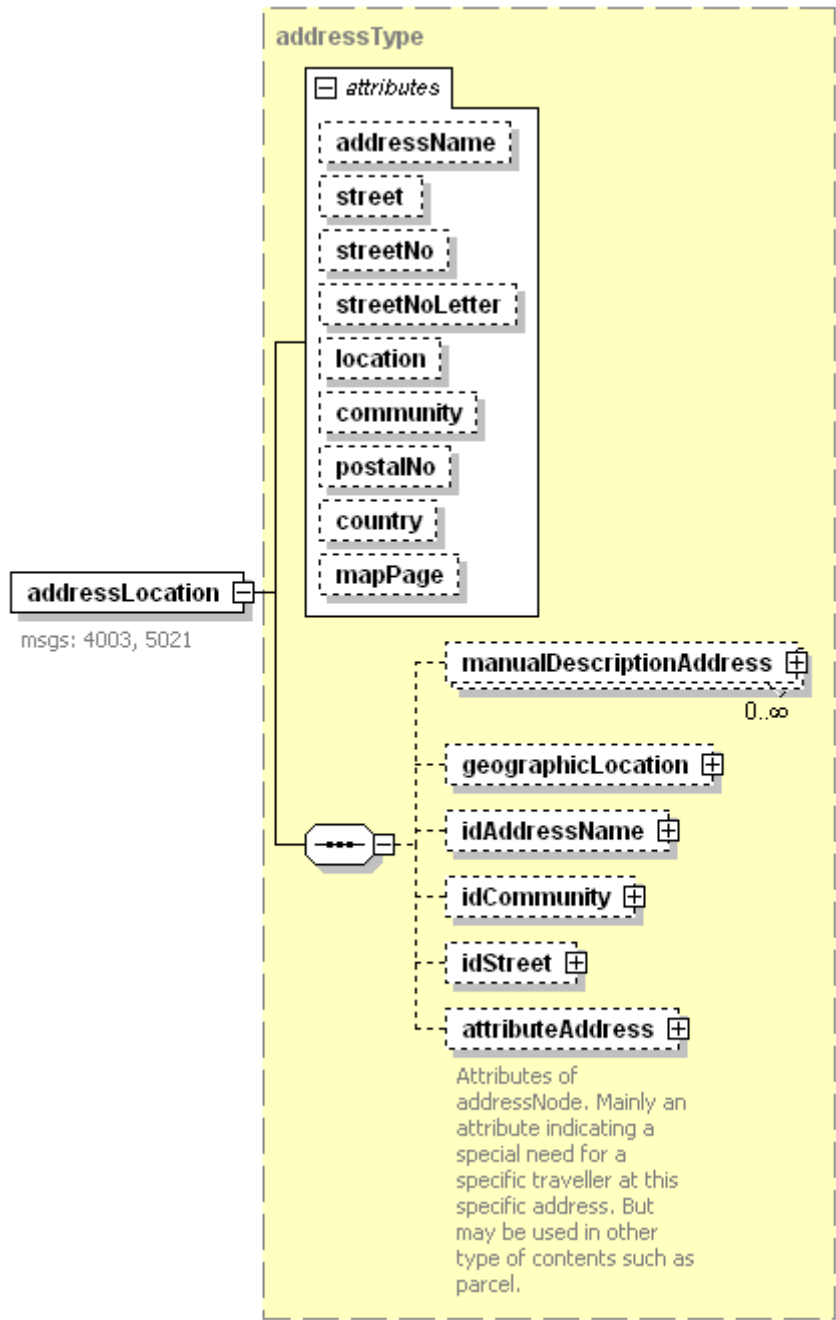 addressType
attributes
addressName
street
streetNo
streetNoLetter
location
community
postalNo
country
mapPage
addressLocation
msgs: 4003, 5021
manualDescriptionAddress
0..∞
geographicLocation
idAddressName
idCommunity
idStreet
attributeAddress
Attributes of
addressNode. Mainly an
attribute indicating a
special need for a
specific traveller at this
specific address. But
may be used in other
type of contents such as
parcel.